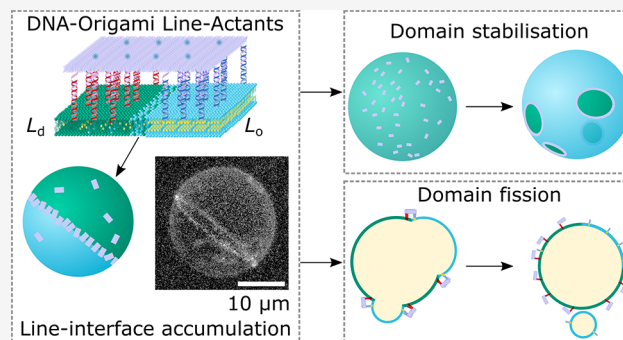 DNA-Origami Line-Actants
Ld
Lo
10 μm
Line-interface accumulation
Domain stabilisation
Domain fission